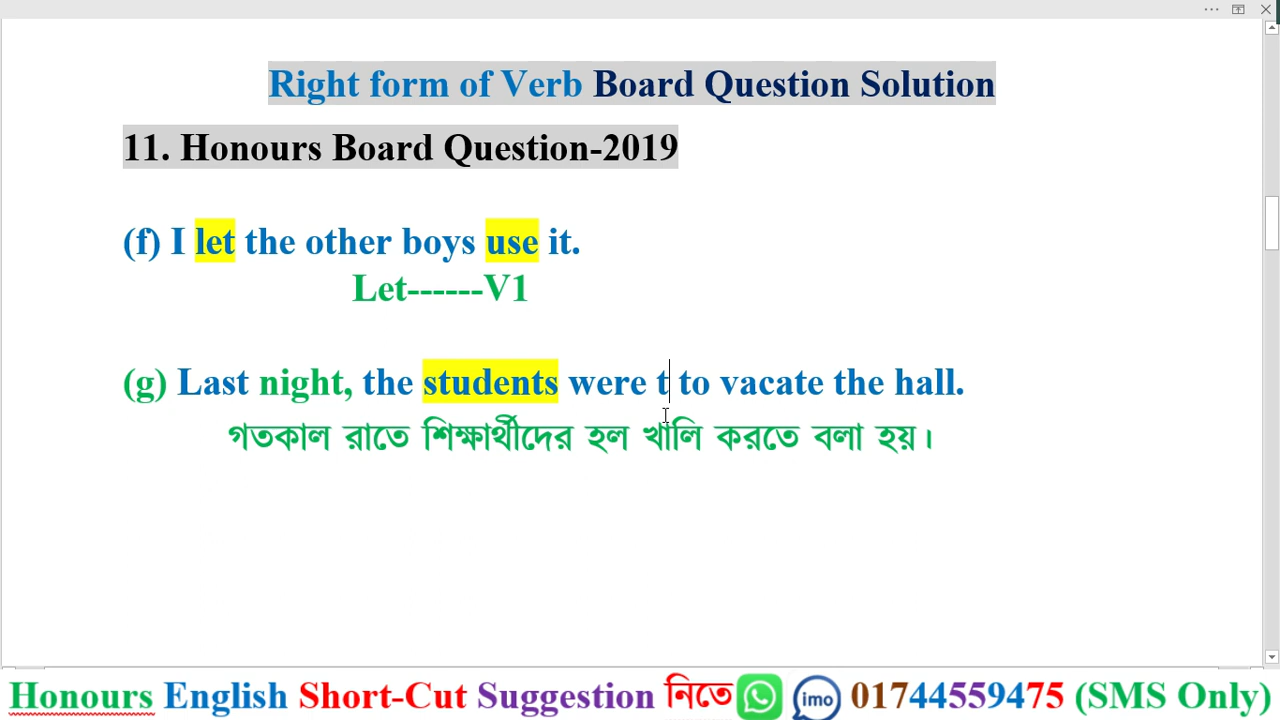 Right form of Verb Board Question Solution
11. Honours Board Question-2019
(f) I let the other boys use it.
Let------V1
(g) Last night, the students were t to vacate the hall.
গতকাল রাতে শিক্ষার্থীদের হল খালি করতে বলা হয়।
Honours English Short-Cut Suggestion নিতে imo 01744559475 (SMS Only)